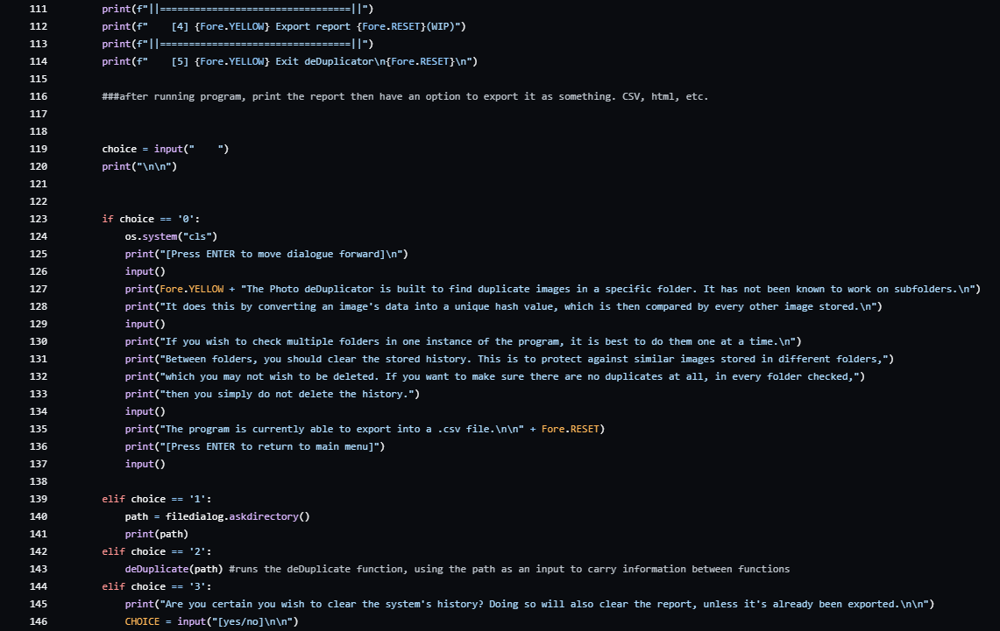 111 print(f"||=================================||")
112 print(f"    [4] {Fore.YELLOW} Export report {Fore.RESET}(WIP)")
113 print(f"||=================================||")
114 print(f"    [5] {Fore.YELLOW} Exit deDuplicator\n{Fore.RESET}\n")
115
116 ###after running program, print the report then have an option to export it as something. CSV, html, etc.
117
118
119 choice = input("    ")
120 print("\n\n")
121
122
123 if choice == '0':
124     os.system("cls")
125     print("[Press ENTER to move dialogue forward]\n")
126     input()
127     print(Fore.YELLOW + "The Photo deDuplicator is built to find duplicate images in a specific folder. It has not been known to work on subfolders.\n")
128     print("It does this by converting an image's data into a unique hash value, which is then compared by every other image stored.\n")
129     input()
130     print("If you wish to check multiple folders in one instance of the program, it is best to do them one at a time.\n")
131     print("Between folders, you should clear the stored history. This is to protect against similar images stored in different folders,")
132     print("which you may not wish to be deleted. If you want to make sure there are no duplicates at all, in every folder checked,")
133     print("then you simply do not delete the history.")
134     input()
135     print("The program is currently able to export into a .csv file.\n\n" + Fore.RESET)
136     print("[Press ENTER to return to main menu]")
137     input()
138
139 elif choice == '1':
140     path = filedialog.askdirectory()
141     print(path)
142 elif choice == '2':
143     deDuplicate(path) #runs the deDuplicate function, using the path as an input to carry information between functions
144 elif choice == '3':
145     print("Are you certain you wish to clear the system's history? Doing so will also clear the report, unless it's already been exported.\n\n")
146     CHOICE = input("[yes/no]\n\n")